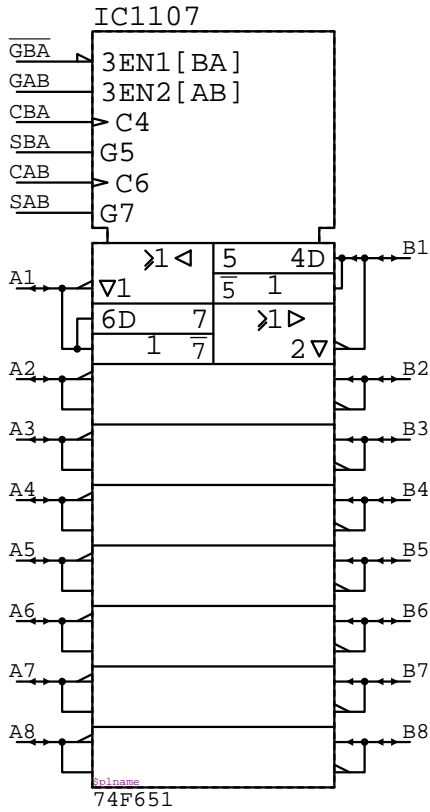 IC1107
GBA
3EN1[BA]
GAB
3EN2[AB]
CBA
C4
SBA
G5
CAB
C6
SAB
G7
≥1 5 4D B1
A1 ▽1 5 1
6D 7 ≥1
1 7 2▽
A2 B2
A3 B3
A4 B4
A5 B5
A6 B6
A7 B7
A8 B8
$plname
74F651